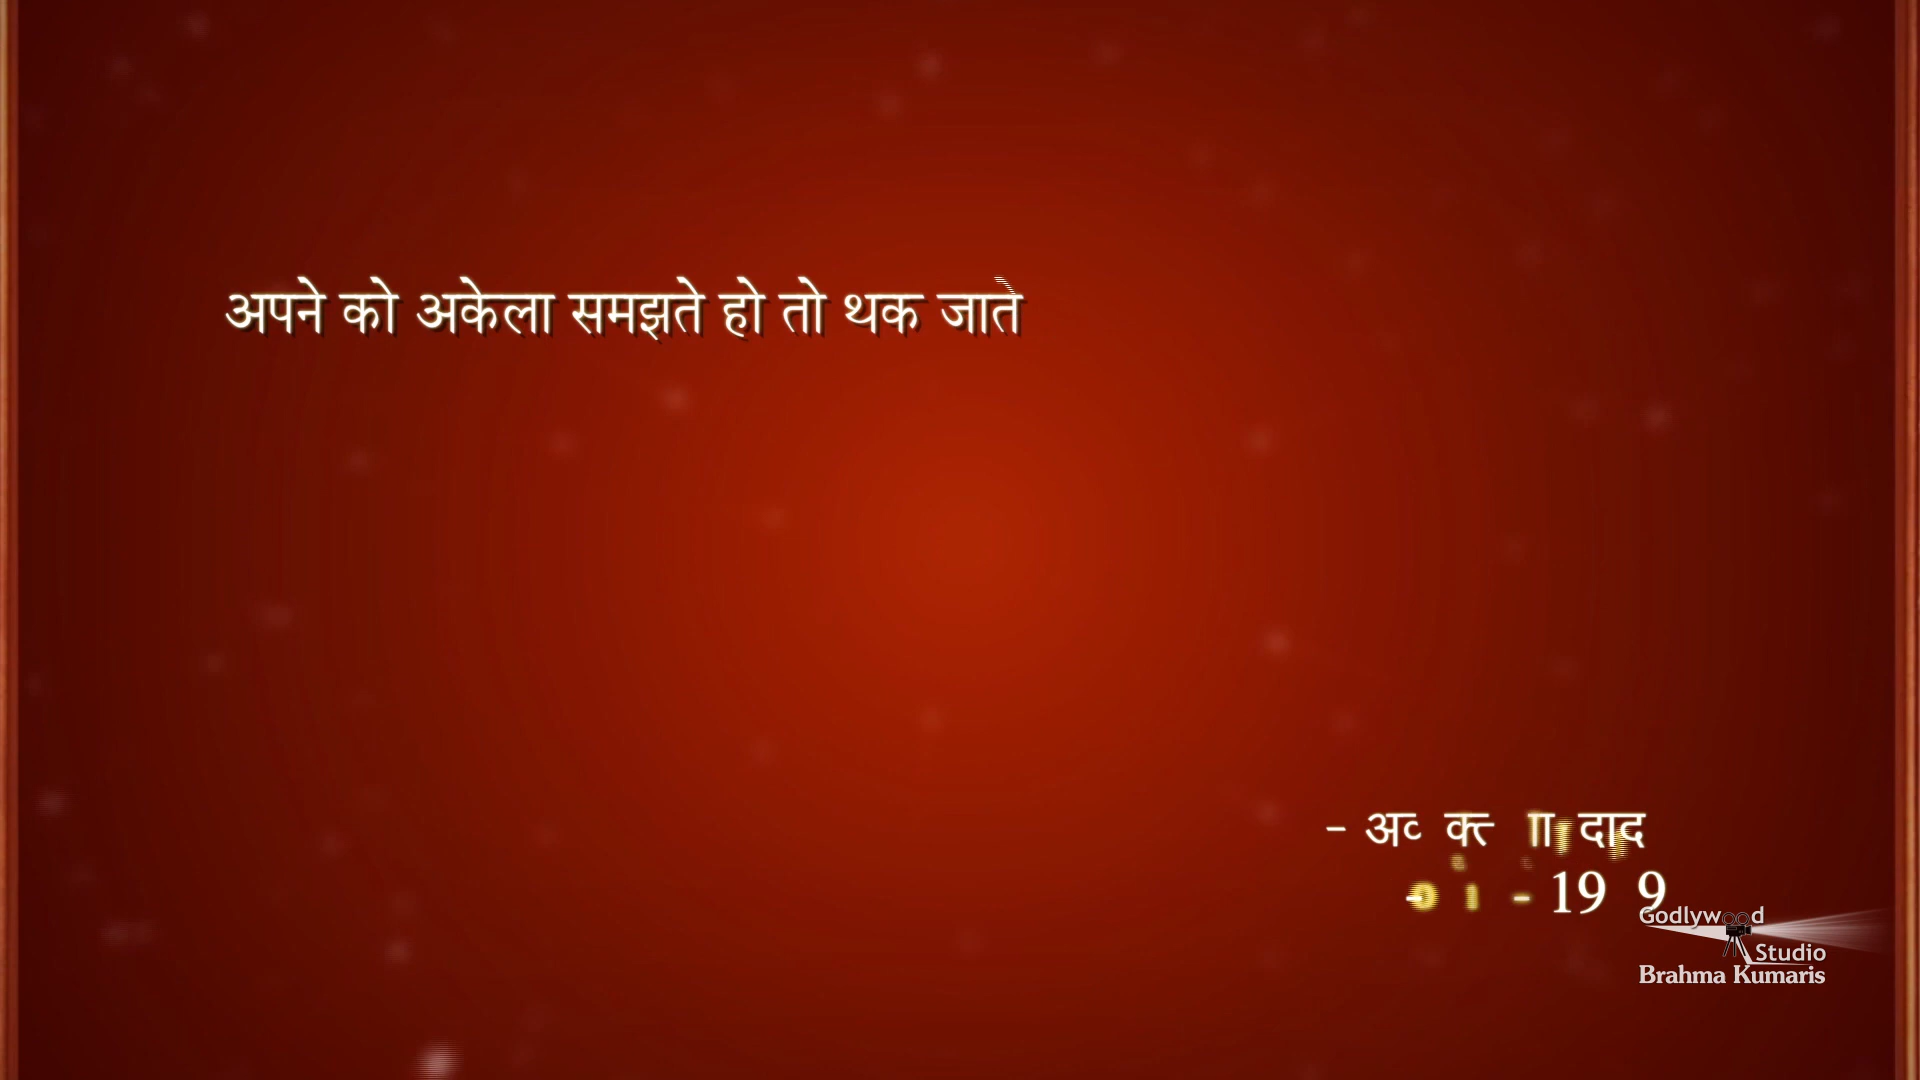 अपने को अकेला समझते हो तो थक जाते
Godlywood
Studio
Brahma Kumaris